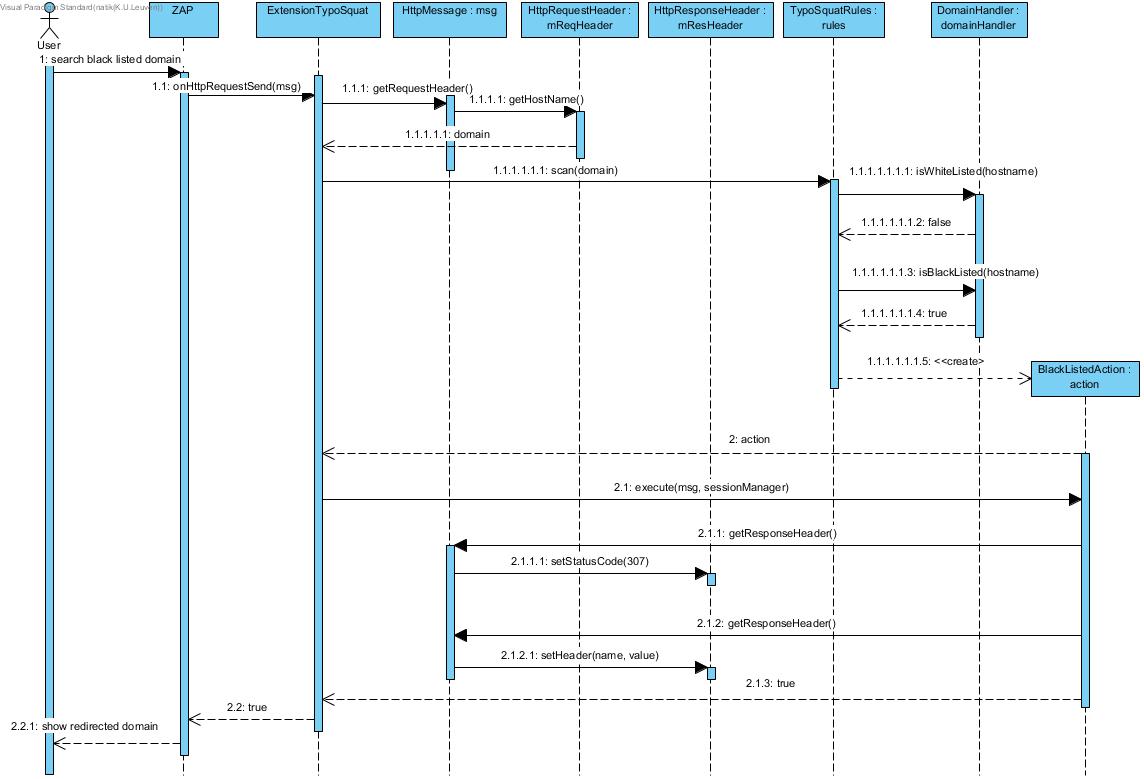 Visual Paradigm Standard(natik(K.U.Leuven))
ZAP
ExtensionTypoSquat
HttpMessage : msg
HttpRequestHeader :
mReqHeader
HttpResponseHeader :
mResHeader
TypoSquatRules :
rules
DomainHandler :
domainHandler
User
1: search black listed domain
1.1: onHttpRequestSend(msg)
1.1.1: getRequestHeader()
1.1.1.1: getHostName()
1.1.1.1.1: domain
1.1.1.1.1.1: scan(domain)
1.1.1.1.1.1.1: isWhiteListed(hostname)
1.1.1.1.1.1.2: false
1.1.1.1.1.1.3: isBlackListed(hostname)
1.1.1.1.1.1.4: true
1.1.1.1.1.1.5: <<create>
BlackListedAction :
action
2: action
2.1: execute(msg, sessionManager)
2.1.1: getResponseHeader()
2.1.1.1: setStatusCode(307)
2.1.2: getResponseHeader()
2.1.2.1: setHeader(name, value)
2.1.3: true
2.2: true
2.2.1: show redirected domain